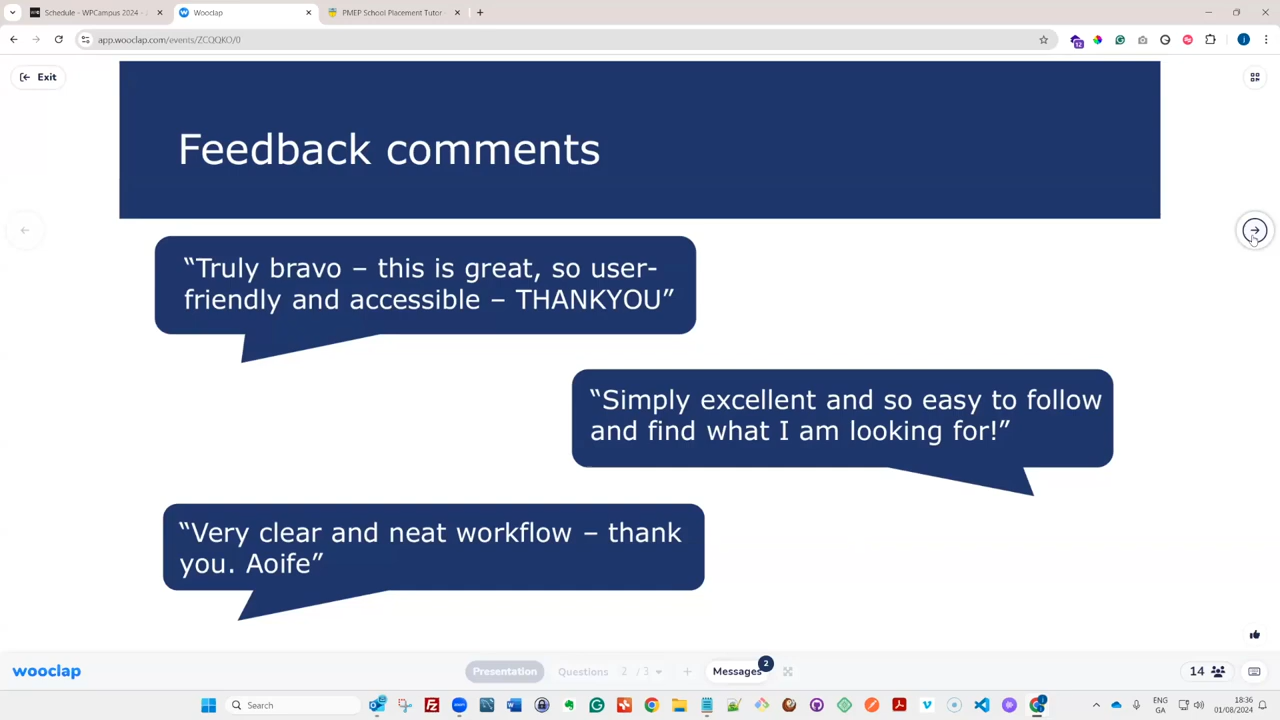 Schedule - WPCampus 2024 -
Wooclap
PMEP School Placement Tutor -
app.wooclap.com/events/ZCQQKO/0
12
j
Exit
Feedback comments
“Truly bravo – this is great, so user-
friendly and accessible – THANKYOU”
“Simply excellent and so easy to follow
and find what I am looking for!”
“Very clear and neat workflow – thank
you. Aoife”
wooclap
Presentation
Questions
2 / 3
Messages
2
14
Search
ENG
GA
18:36
01/08/2024